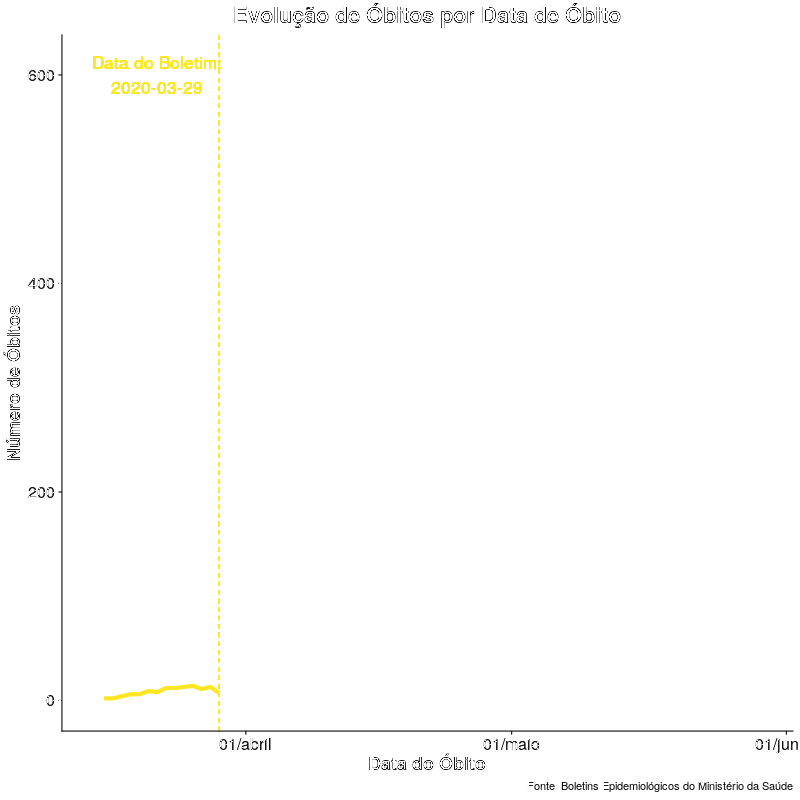 Evolução de Óbitos por Data de Óbito
Data do Boletim:
2020-03-29
600
400
200
0
Número de Óbitos
01/abril
01/maio
01/jun
Data do Óbito
Fonte: Boletins Epidemiológicos do Ministério da Saúde